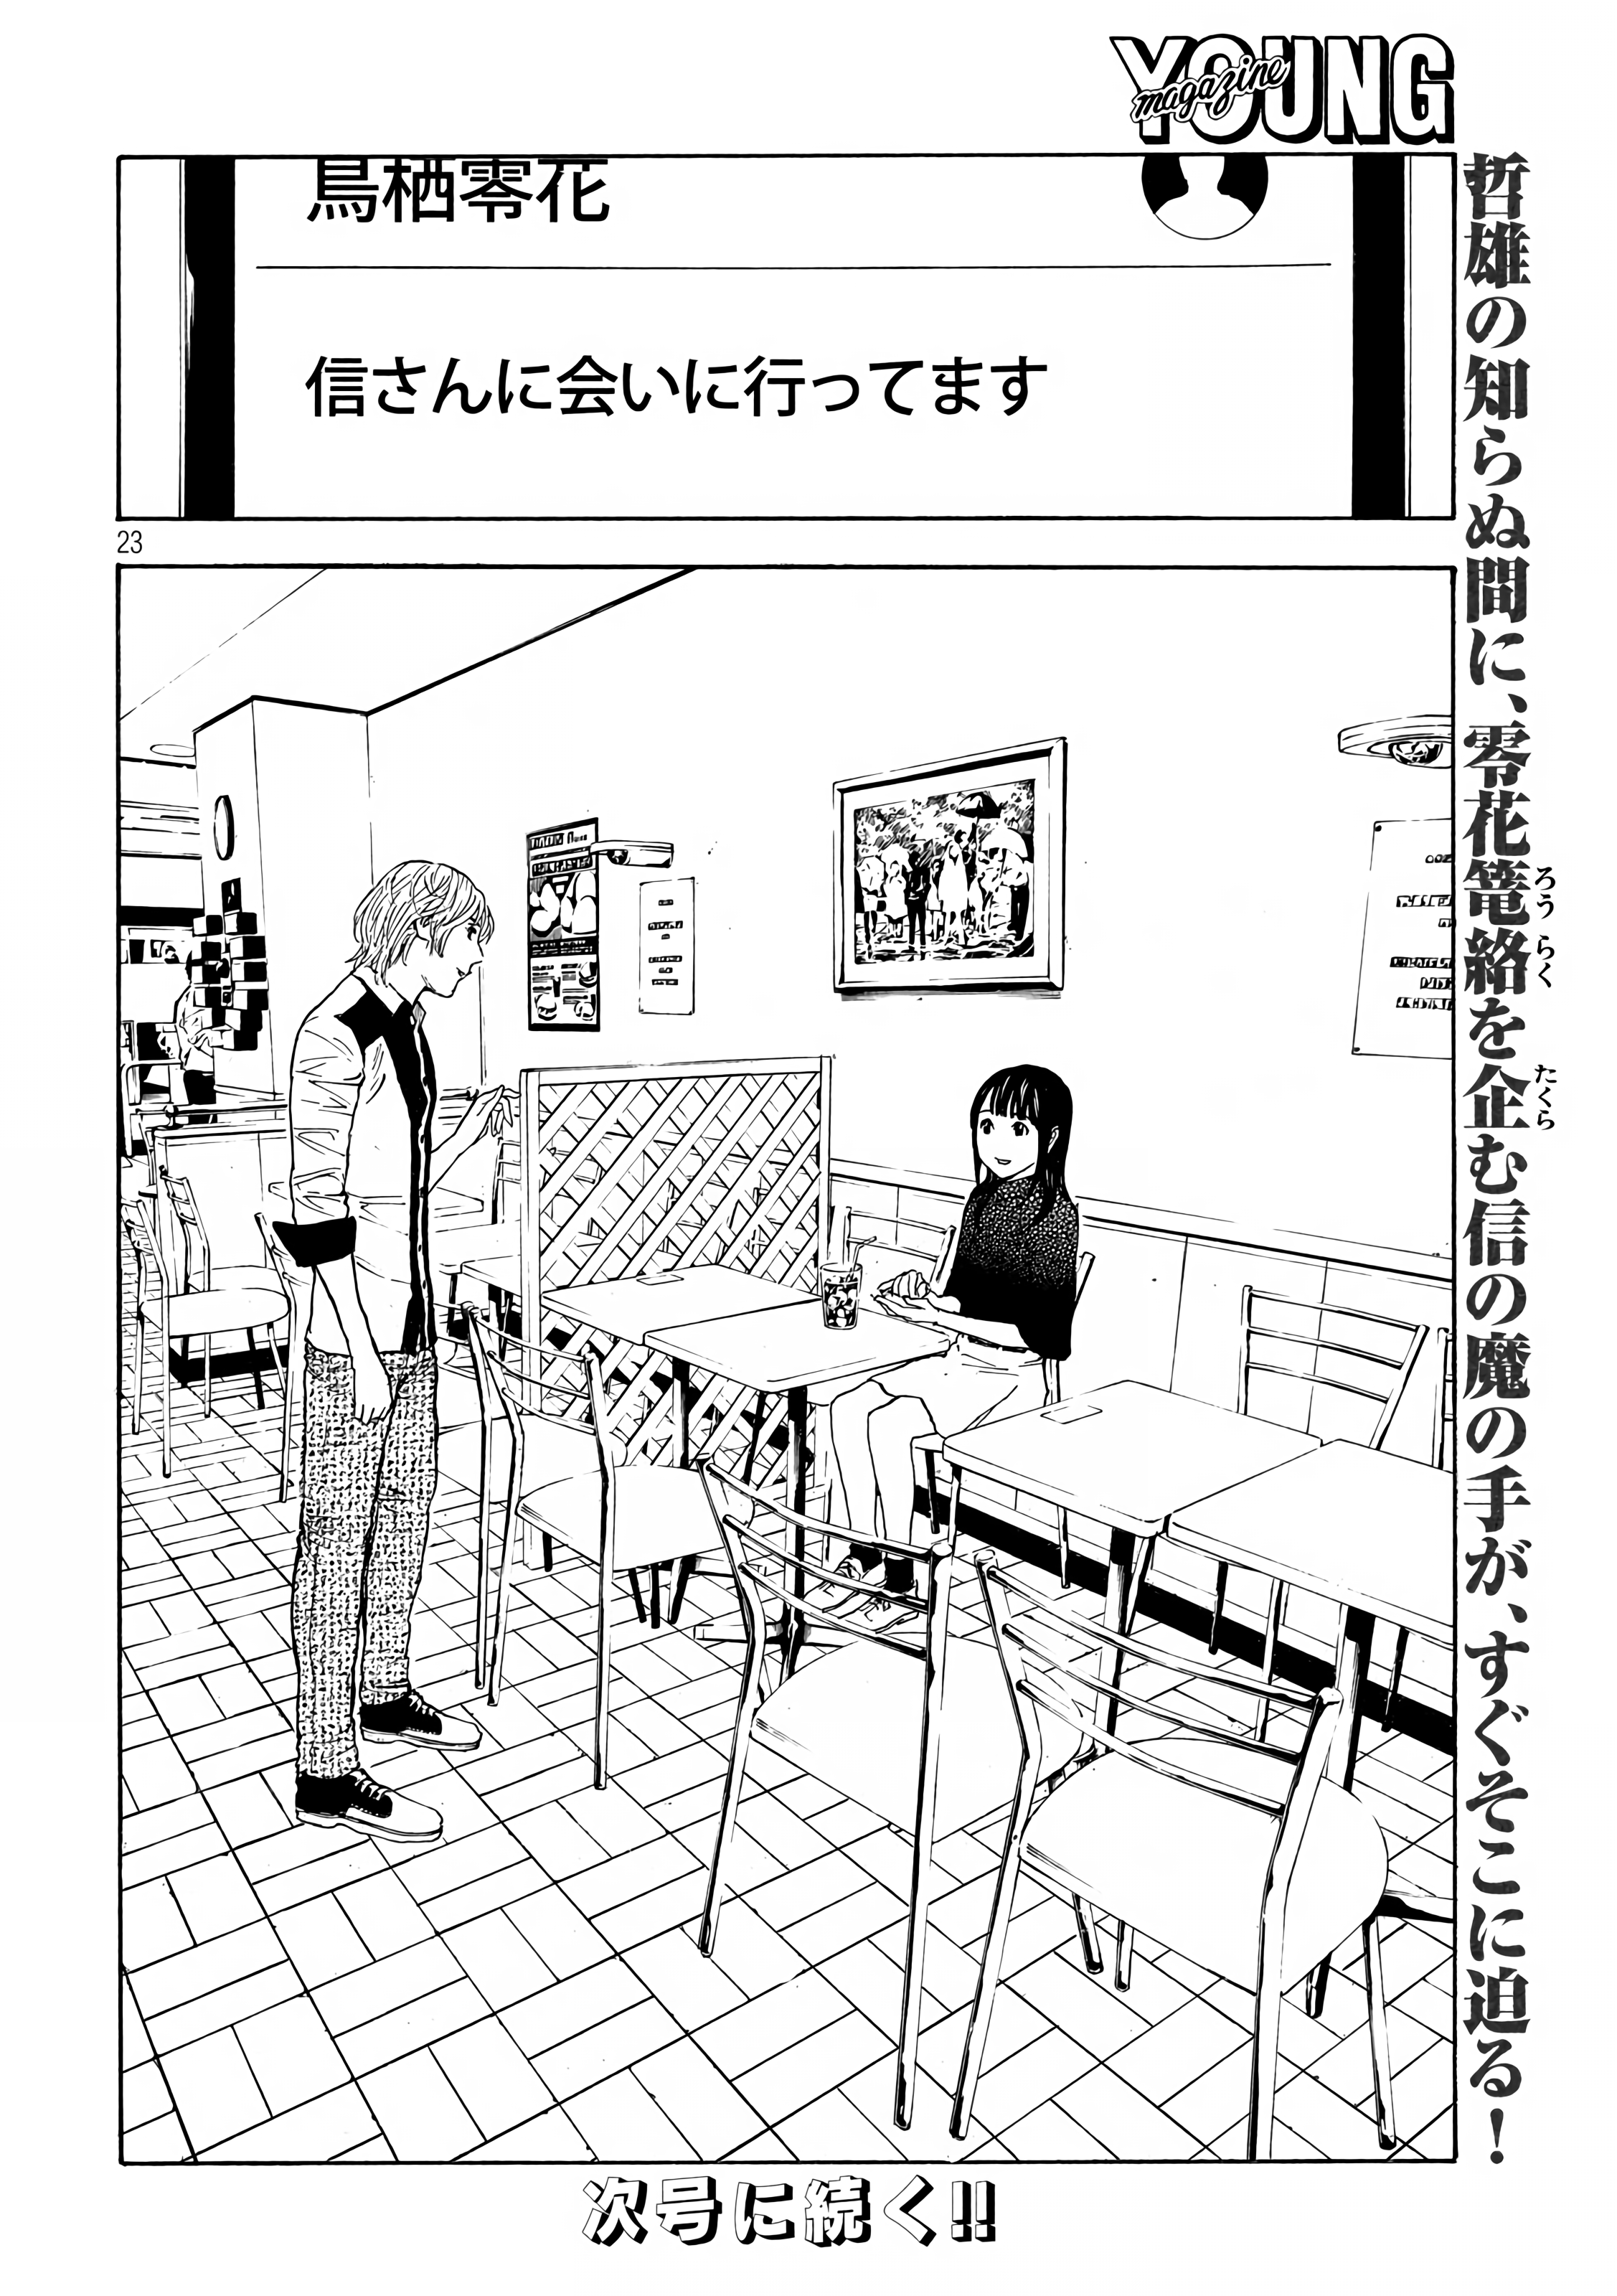 YOUNG
magazine
鳥栖零花
信さんに会いに行ってます
23
哲雄の知らぬ間に、零花篭絡を企む信の魔の手が、すぐそこに迫る!
ろうらく
たくら
次号に続く!!